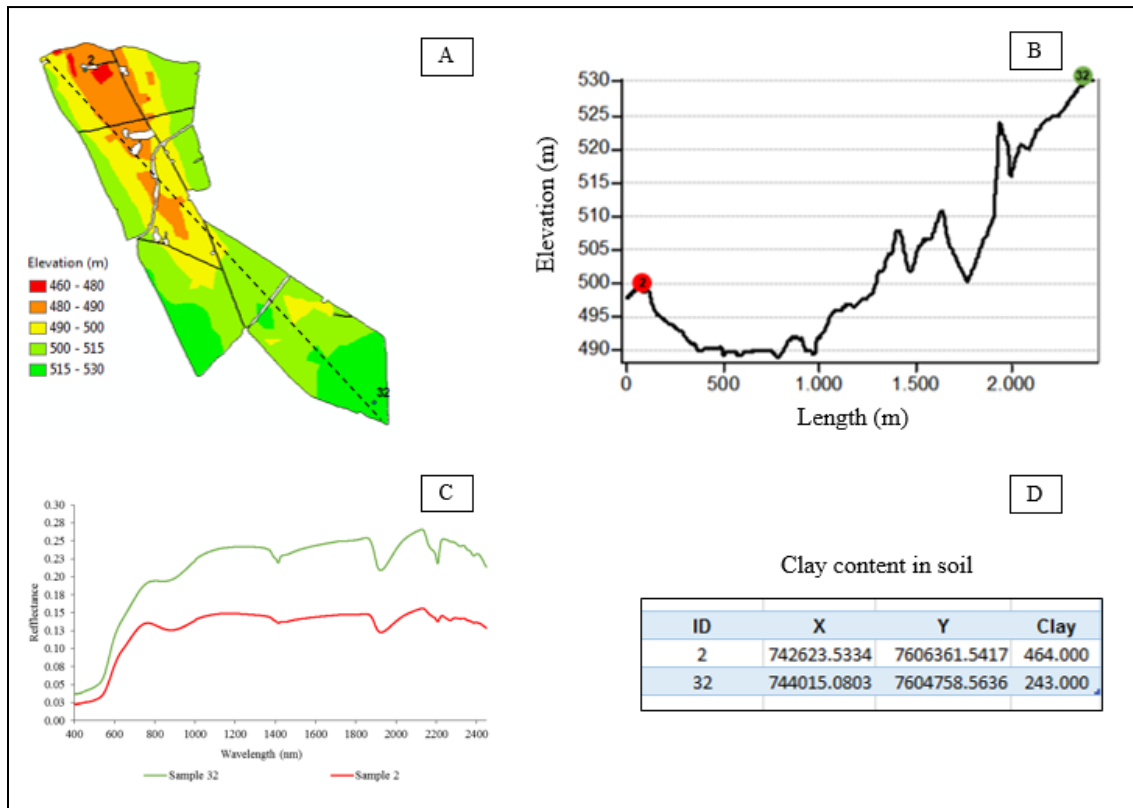 A
2
32
Elevation (m)
460 - 480
480 - 490
490 - 500
500 - 515
515 - 530
B
Elevation (m)
530
525
520
515
510
505
500
495
490
2
32
0 500 1.000 1.500 2.000
Length (m)
C
Refflectance
0.30
0.28
0.25
0.23
0.20
0.18
0.15
0.13
0.10
0.08
0.05
0.03
0.00
400 600 800 1000 1200 1400 1600 1800 2000 2200 2400
Wavelength (nm)
Sample 32 Sample 2
D
Clay content in soil
ID X Y Clay
2 742623.5334 7606361.5417 464.000
32 744015.0803 7604758.5636 243.000